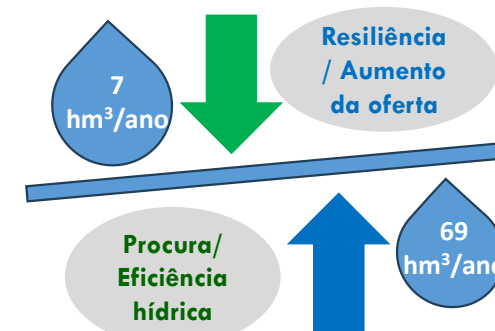 7
hm³/ano
Resiliência
/ Aumento
da oferta
Procura/
Eficiência
hídrica
69
hm³/ano